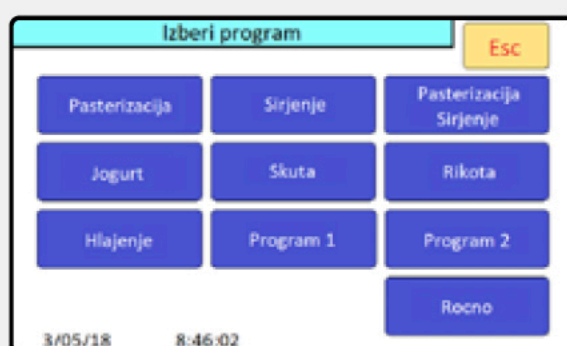 Izberi program
Esc
Pasterizacija
Sirjenje
Pasterizacija
Sirjenje
Jogurt
Skuta
Rikota
Hlajenje
Program 1
Program 2
Rocno
3/05/18
8:46:02